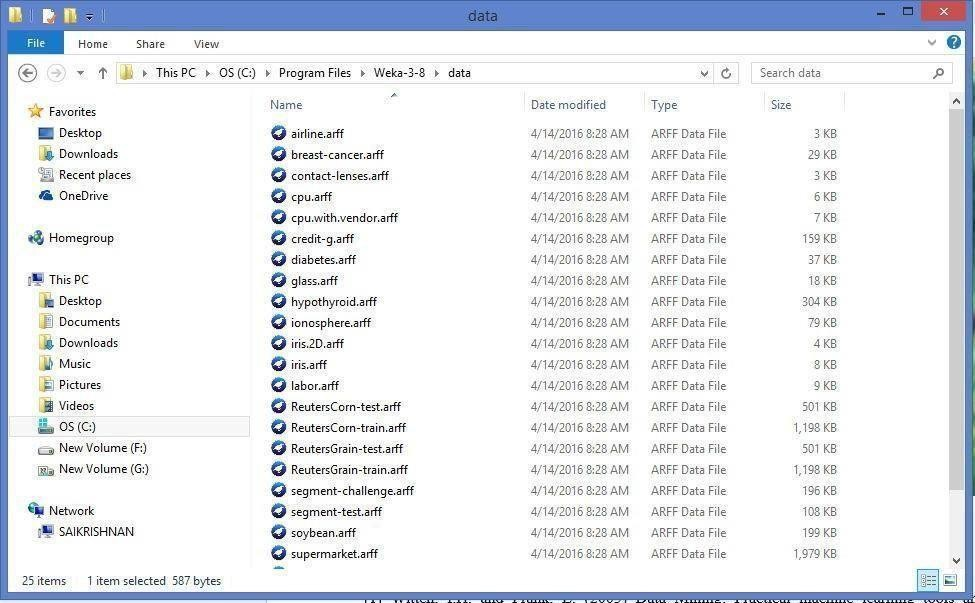 data
File Home Share View
This PC OS (C:) Program Files Weka-3-8 data Search data
Name Date modified Type Size
Favorites
Desktop
Downloads
Recent places
OneDrive
Homegroup
This PC
Desktop
Documents
Downloads
Music
Pictures
Videos
OS (C:)
New Volume (F:)
New Volume (G:)
Network
SAIKRISHNAN
airline.arff 4/14/2016 8:28 AM ARFF Data File 3 KB
breast-cancer.arff 4/14/2016 8:28 AM ARFF Data File 29 KB
contact-lenses.arff 4/14/2016 8:28 AM ARFF Data File 3 KB
cpu.arff 4/14/2016 8:28 AM ARFF Data File 6 KB
cpu.with.vendor.arff 4/14/2016 8:28 AM ARFF Data File 7 KB
credit-g.arff 4/14/2016 8:28 AM ARFF Data File 159 KB
diabetes.arff 4/14/2016 8:28 AM ARFF Data File 37 KB
glass.arff 4/14/2016 8:28 AM ARFF Data File 18 KB
hypothyroid.arff 4/14/2016 8:28 AM ARFF Data File 304 KB
ionosphere.arff 4/14/2016 8:28 AM ARFF Data File 79 KB
iris.2D.arff 4/14/2016 8:28 AM ARFF Data File 4 KB
iris.arff 4/14/2016 8:28 AM ARFF Data File 8 KB
labor.arff 4/14/2016 8:28 AM ARFF Data File 9 KB
ReutersCorn-test.arff 4/14/2016 8:28 AM ARFF Data File 501 KB
ReutersCorn-train.arff 4/14/2016 8:28 AM ARFF Data File 1,198 KB
ReutersGrain-test.arff 4/14/2016 8:28 AM ARFF Data File 501 KB
ReutersGrain-train.arff 4/14/2016 8:28 AM ARFF Data File 1,198 KB
segment-challenge.arff 4/14/2016 8:28 AM ARFF Data File 196 KB
segment-test.arff 4/14/2016 8:28 AM ARFF Data File 108 KB
soybean.arff 4/14/2016 8:28 AM ARFF Data File 199 KB
supermarket.arff 4/14/2016 8:28 AM ARFF Data File 1,979 KB
25 items 1 item selected 587 bytes